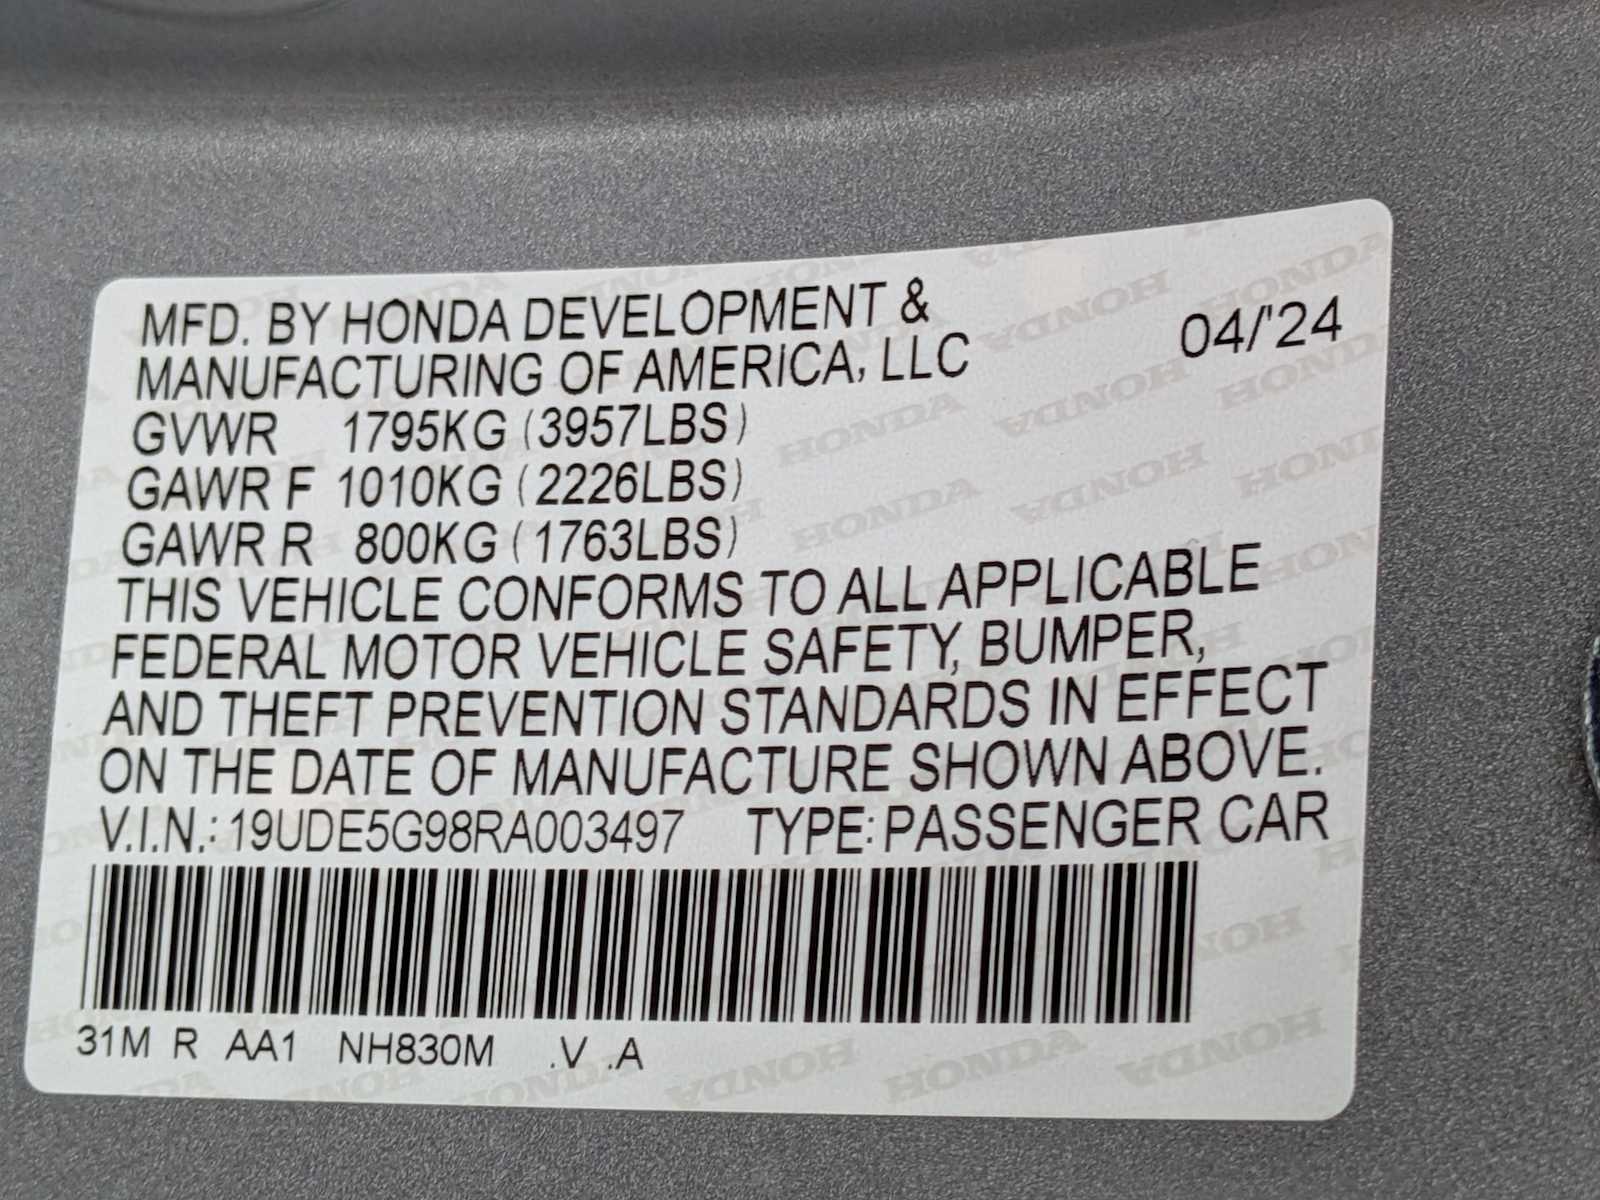 MFD. BY HONDA DEVELOPMENT &
MANUFACTURING OF AMERICA, LLC
04/'24
GVWR 1795KG (3957LBS)
GAWR F 1010KG (2226LBS)
GAWR R 800KG (1763LBS)
THIS VEHICLE CONFORMS TO ALL APPLICABLE
FEDERAL MOTOR VEHICLE SAFETY, BUMPER,
AND THEFT PREVENTION STANDARDS IN EFFECT
ON THE DATE OF MANUFACTURE SHOWN ABOVE.
V.I.N.: 19UDE5G98RA003497 TYPE: PASSENGER CAR
31M R AA1 NH830M .V .A